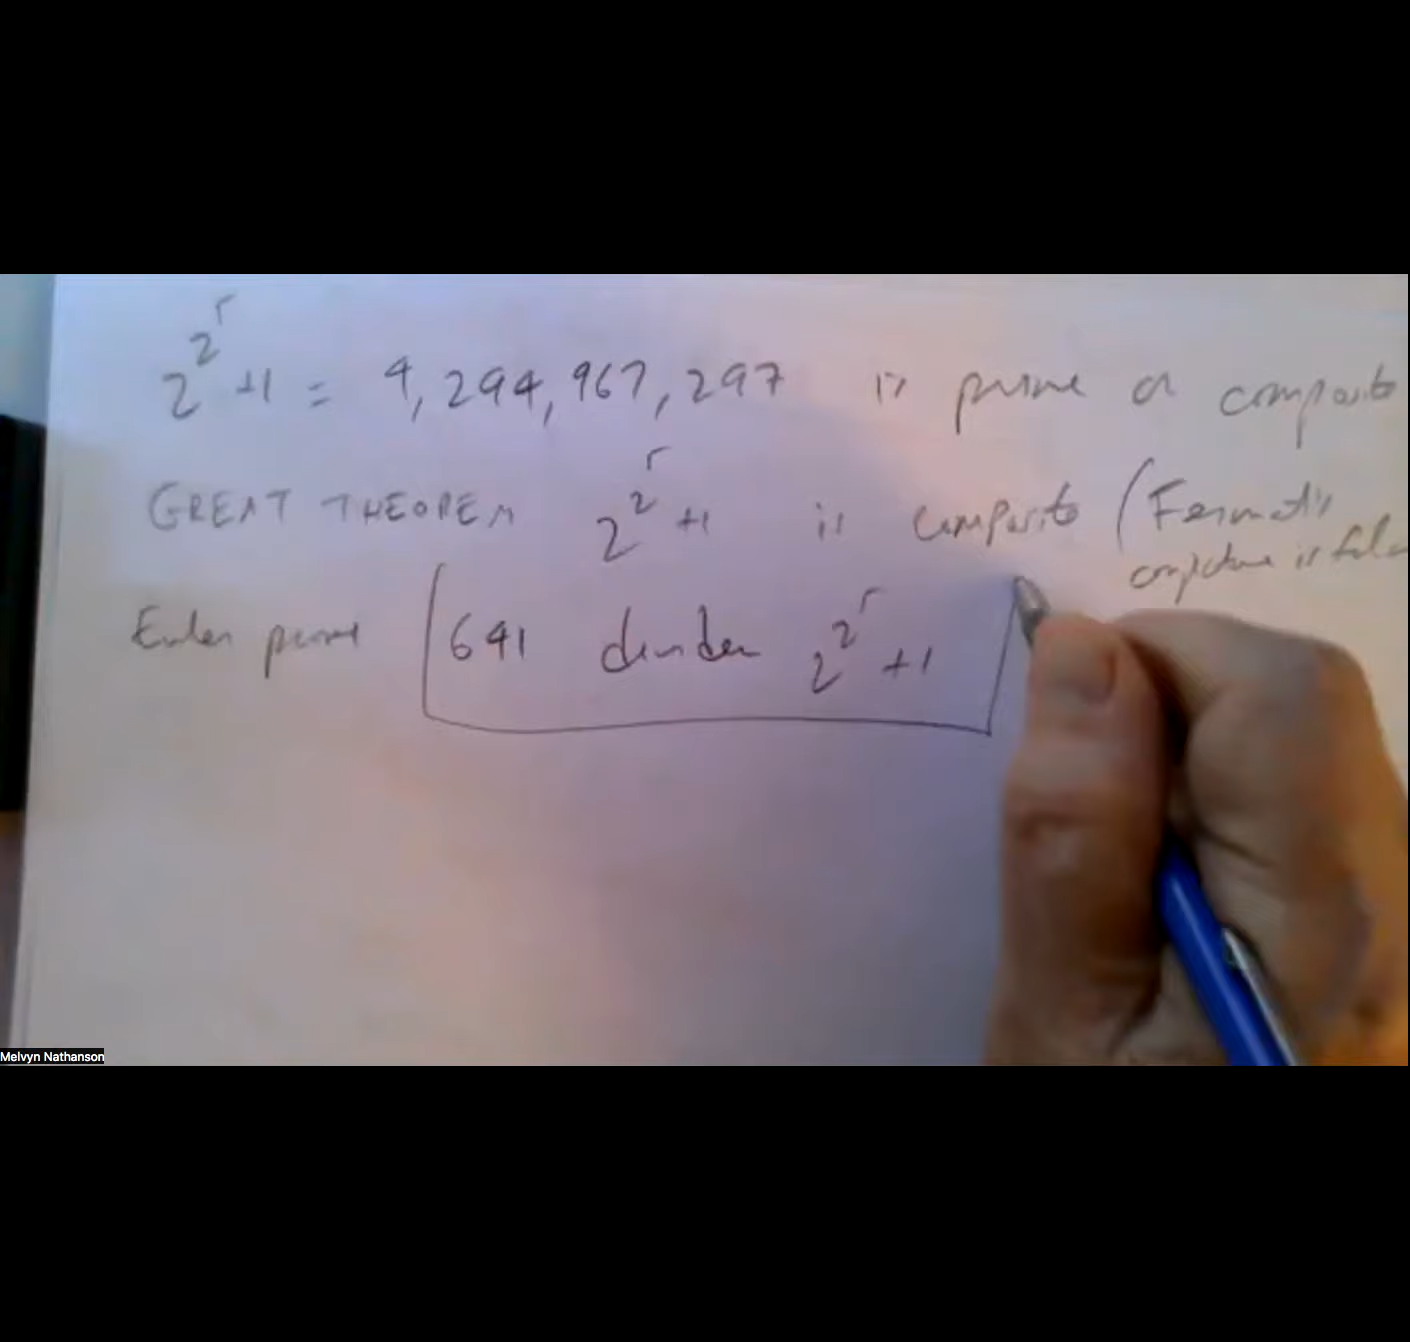 2^2^5 +1 = 4,294,967,297 is prime or composite
GREAT THEOREM 2^2^5 +1 is composite (Fermat's
conjecture is false
Euler prove 641 divides 2^2^5 +1
Melvyn Nathanson